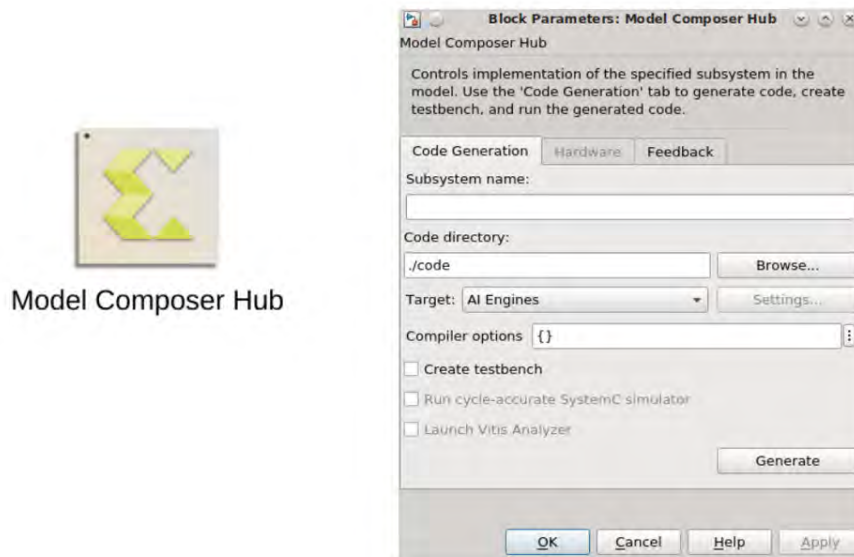 Model Composer Hub
Block Parameters: Model Composer Hub
Model Composer Hub
Controls implementation of the specified subsystem in the
model. Use the 'Code Generation' tab to generate code, create
testbench, and run the generated code.
Code Generation Hardware Feedback
Subsystem name:
Code directory:
./code Browse...
Target: AI Engines Settings...
Compiler options {}
Create testbench
Run cycle-accurate SystemC simulator
Launch Vitis Analyzer
Generate
OK Cancel Help Apply